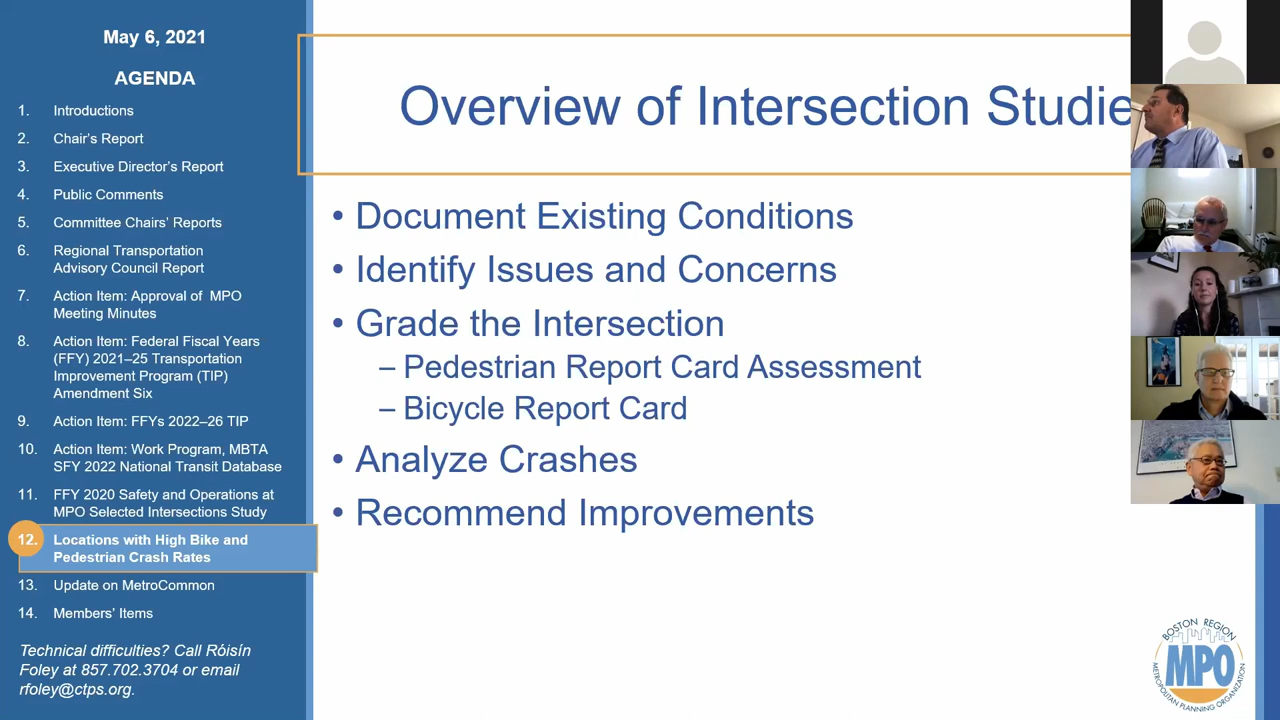 May 6, 2021
AGENDA
1. Introductions
2. Chair's Report
3. Executive Director's Report
4. Public Comments
5. Committee Chairs' Reports
6. Regional Transportation
Advisory Council Report
7. Action Item: Approval of MPO
Meeting Minutes
8. Action Item: Federal Fiscal Years
(FFY) 2021–25 Transportation
Improvement Program (TIP)
Amendment Six
9. Action Item: FFYs 2022–26 TIP
10. Action Item: Work Program, MBTA
SFY 2022 National Transit Database
11. FFY 2020 Safety and Operations at
MPO Selected Intersections Study
12. Locations with High Bike and
Pedestrian Crash Rates
13. Update on MetroCommon
14. Members' Items
Technical difficulties? Call Róisín
Foley at 857.702.3704 or email
rfoley@ctps.org.
Overview of Intersection Studie
• Document Existing Conditions
• Identify Issues and Concerns
• Grade the Intersection
– Pedestrian Report Card Assessment
– Bicycle Report Card
• Analyze Crashes
• Recommend Improvements
BOSTON REGION
MPO
METROPOLITAN PLANNING ORGANIZATION